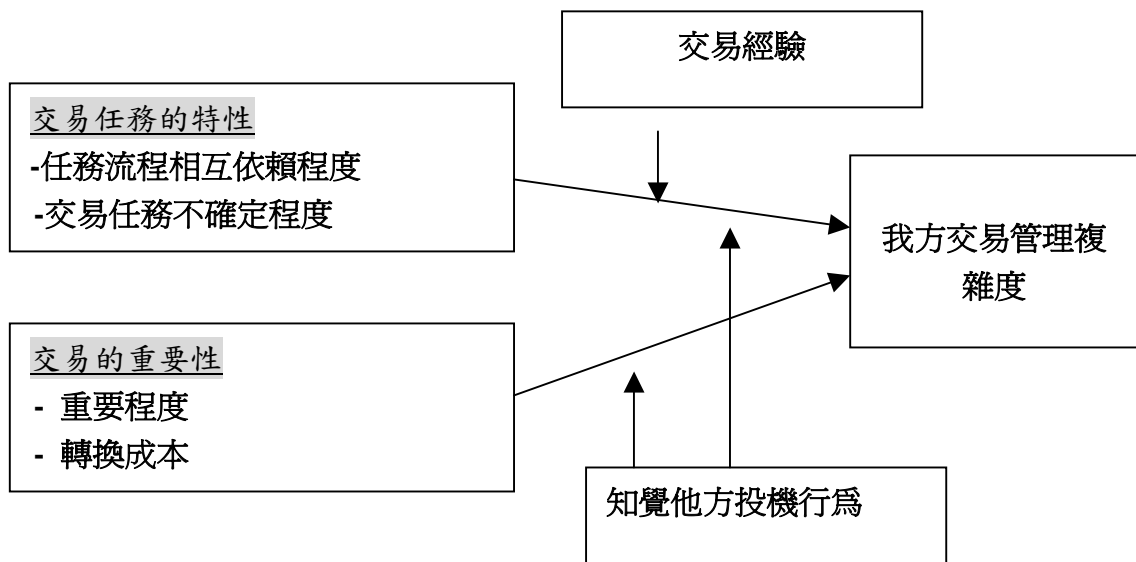 交易經驗
交易任務的特性
-任務流程相互依賴程度
-交易任務不確定程度
我方交易管理複
雜度
交易的重要性
- 重要程度
- 轉換成本
知覺他方投機行為